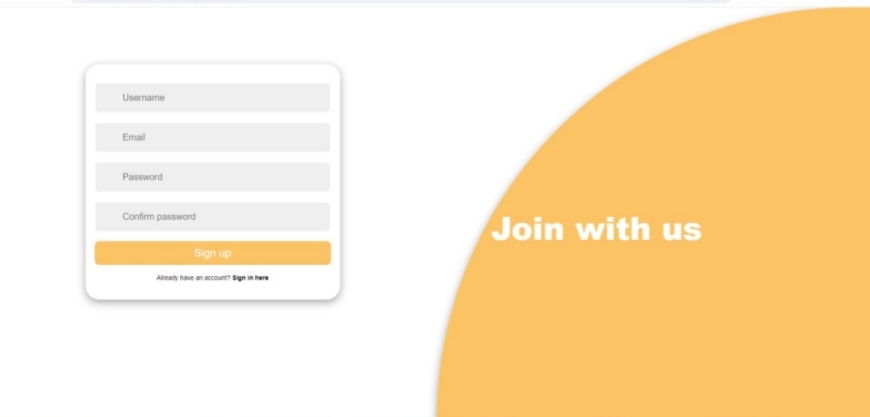 Username
Email
Password
Confirm password
Sign up
Already have an account? Sign in here
Join with us